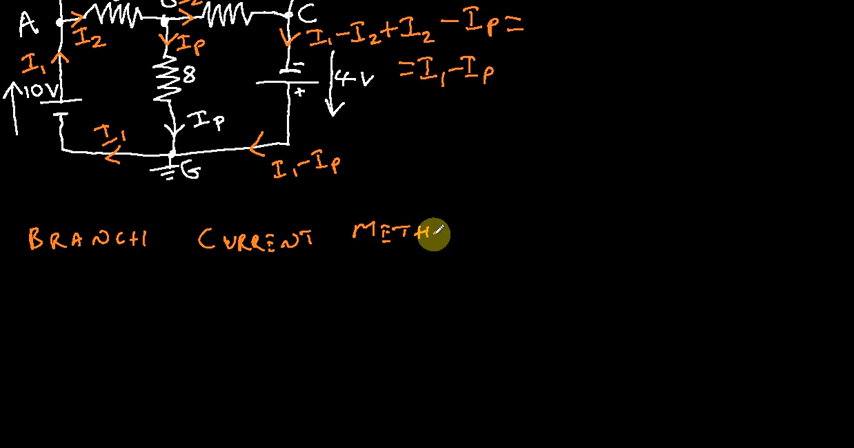 A
I₂
C
I₁-I₂+I₂-Iₚ=
=I₁-Iₚ
I₁
Iₚ
8
10V
-
4V
+
I₁
Iₚ
G
I₁-Iₚ
BRANCH CURRENT METH